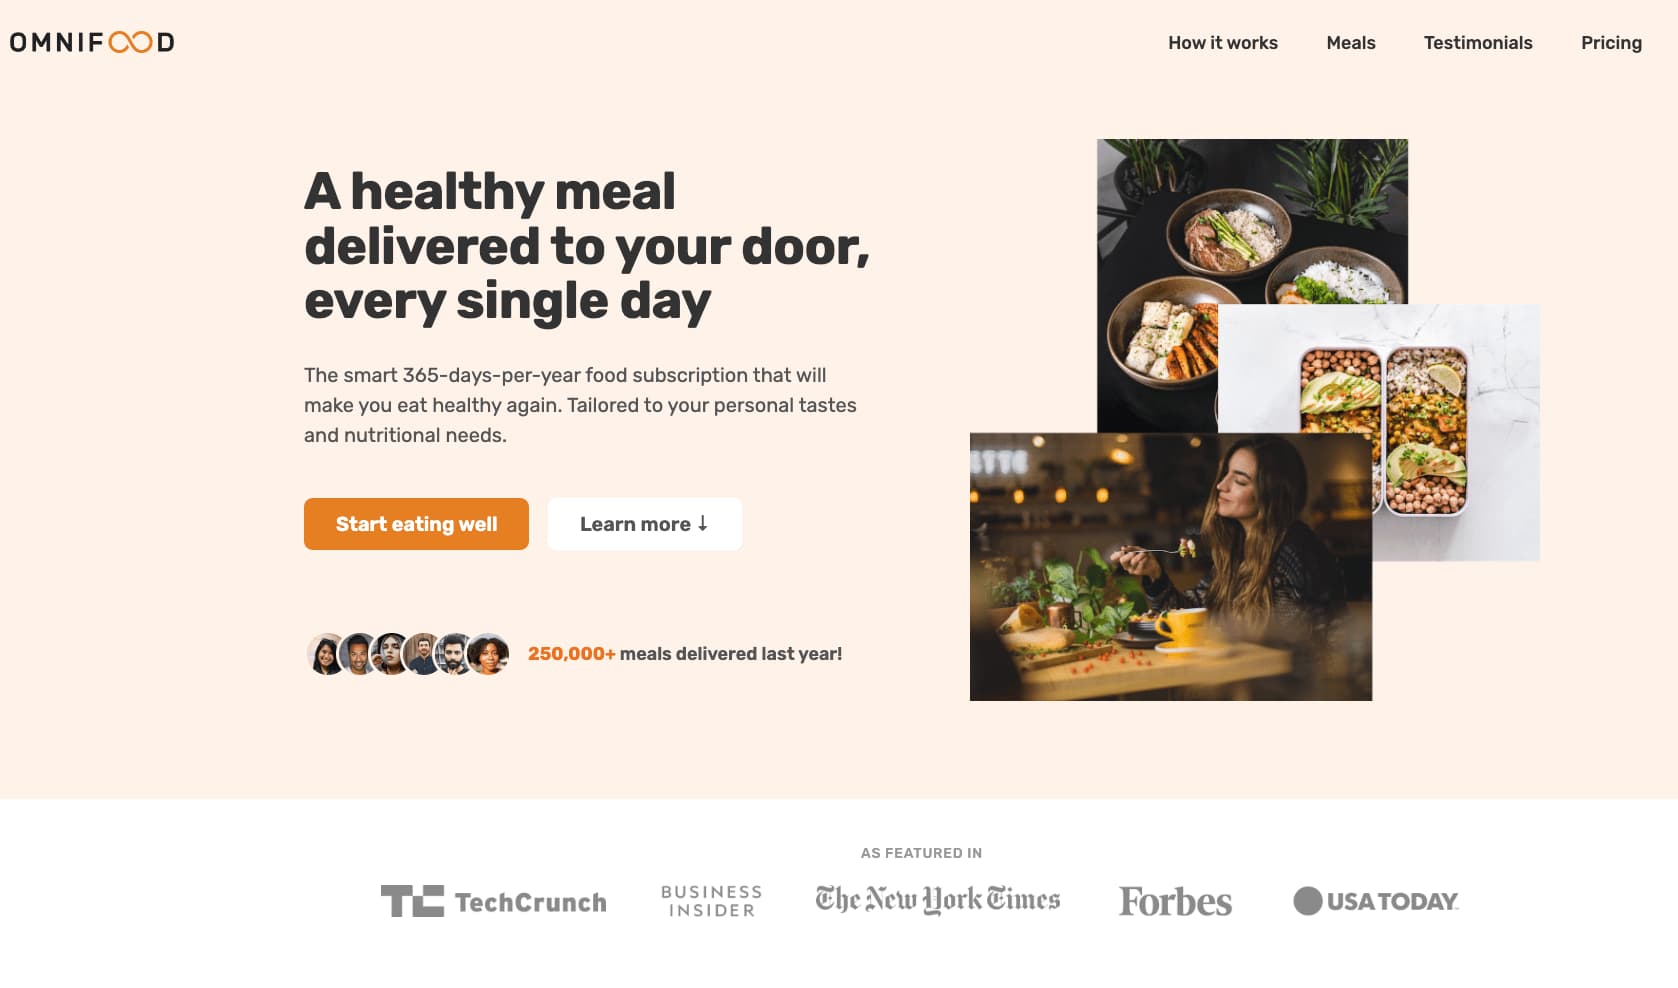 OMNIFOOD
How it works
Meals
Testimonials
Pricing
A healthy meal
delivered to your door,
every single day
The smart 365-days-per-year food subscription that will
make you eat healthy again. Tailored to your personal tastes
and nutritional needs.
Start eating well
Learn more ↓
250,000+ meals delivered last year!
AS FEATURED IN
TC TechCrunch
BUSINESS
INSIDER
The New York Times
Forbes
USA TODAY